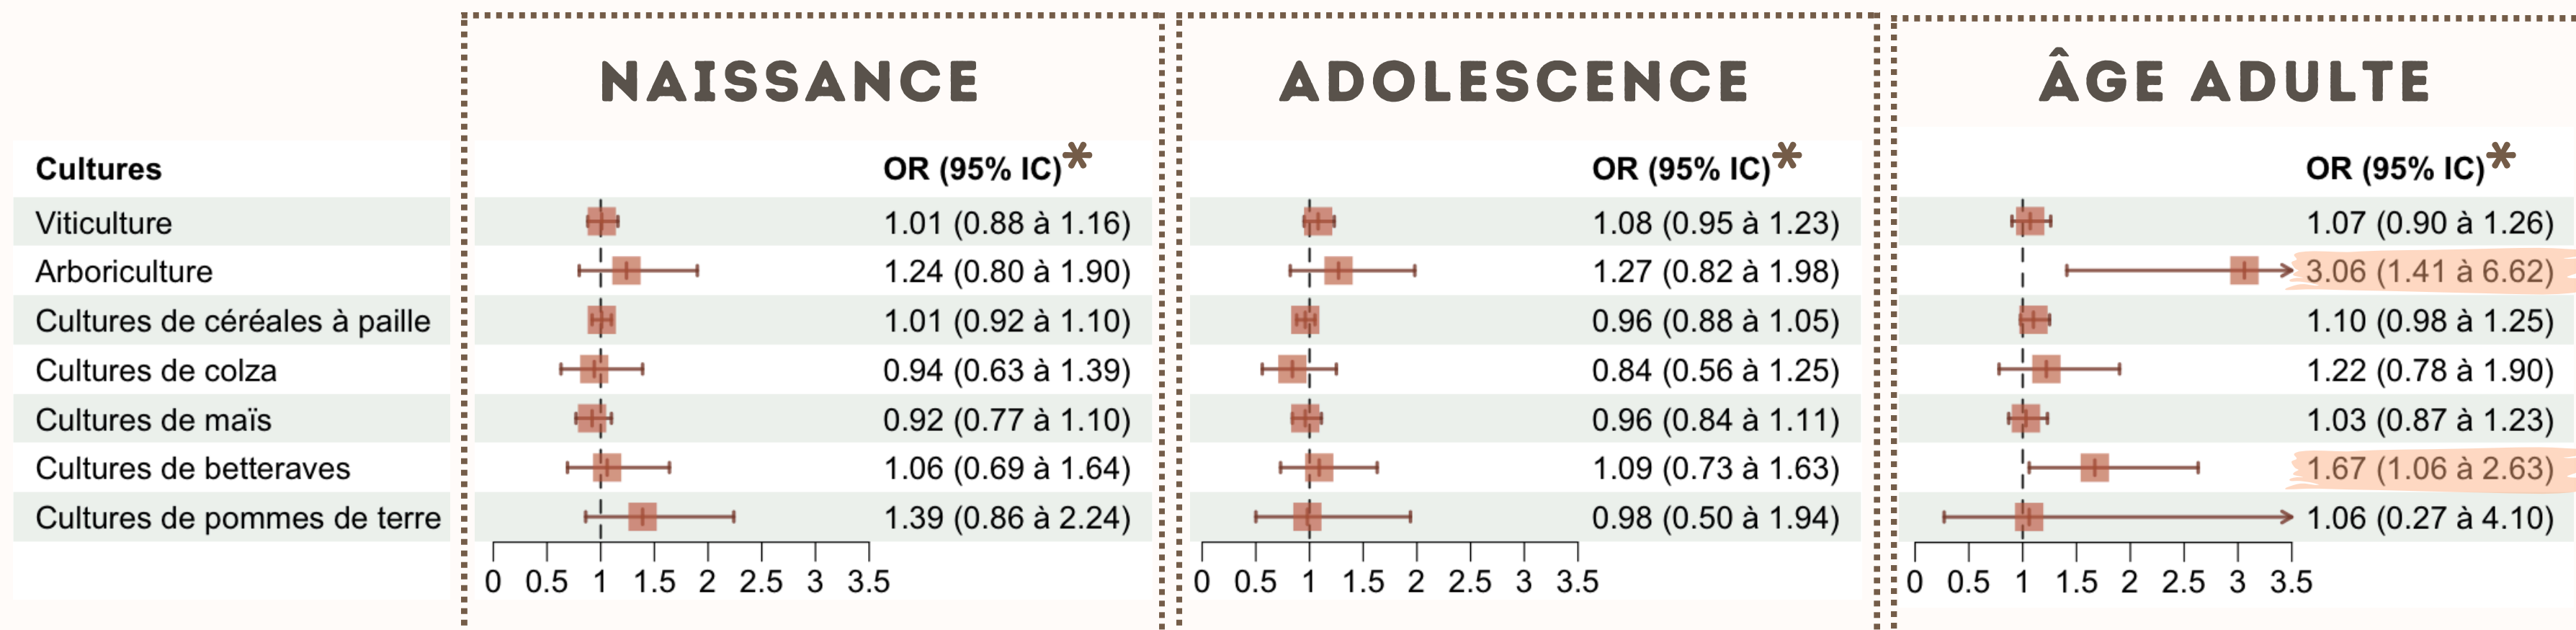 NAISSANCE ADOLESCENCE ÂGE ADULTE
Cultures OR (95% IC)* OR (95% IC)* OR (95% IC)*
Viticulture 1.01 (0.88 à 1.16) 1.08 (0.95 à 1.23) 1.07 (0.90 à 1.26)
Arboriculture 1.24 (0.80 à 1.90) 1.27 (0.82 à 1.98) 3.06 (1.41 à 6.62)
Cultures de céréales à paille 1.01 (0.92 à 1.10) 0.96 (0.88 à 1.05) 1.10 (0.98 à 1.25)
Cultures de colza 0.94 (0.63 à 1.39) 0.84 (0.56 à 1.25) 1.22 (0.78 à 1.90)
Cultures de maïs 0.92 (0.77 à 1.10) 0.96 (0.84 à 1.11) 1.03 (0.87 à 1.23)
Cultures de betteraves 1.06 (0.69 à 1.64) 1.09 (0.73 à 1.63) 1.67 (1.06 à 2.63)
Cultures de pommes de terre 1.39 (0.86 à 2.24) 0.98 (0.50 à 1.94) 1.06 (0.27 à 4.10)
0 0.5 1 1.5 2 2.5 3 3.5 0 0.5 1 1.5 2 2.5 3 3.5 0 0.5 1 1.5 2 2.5 3 3.5